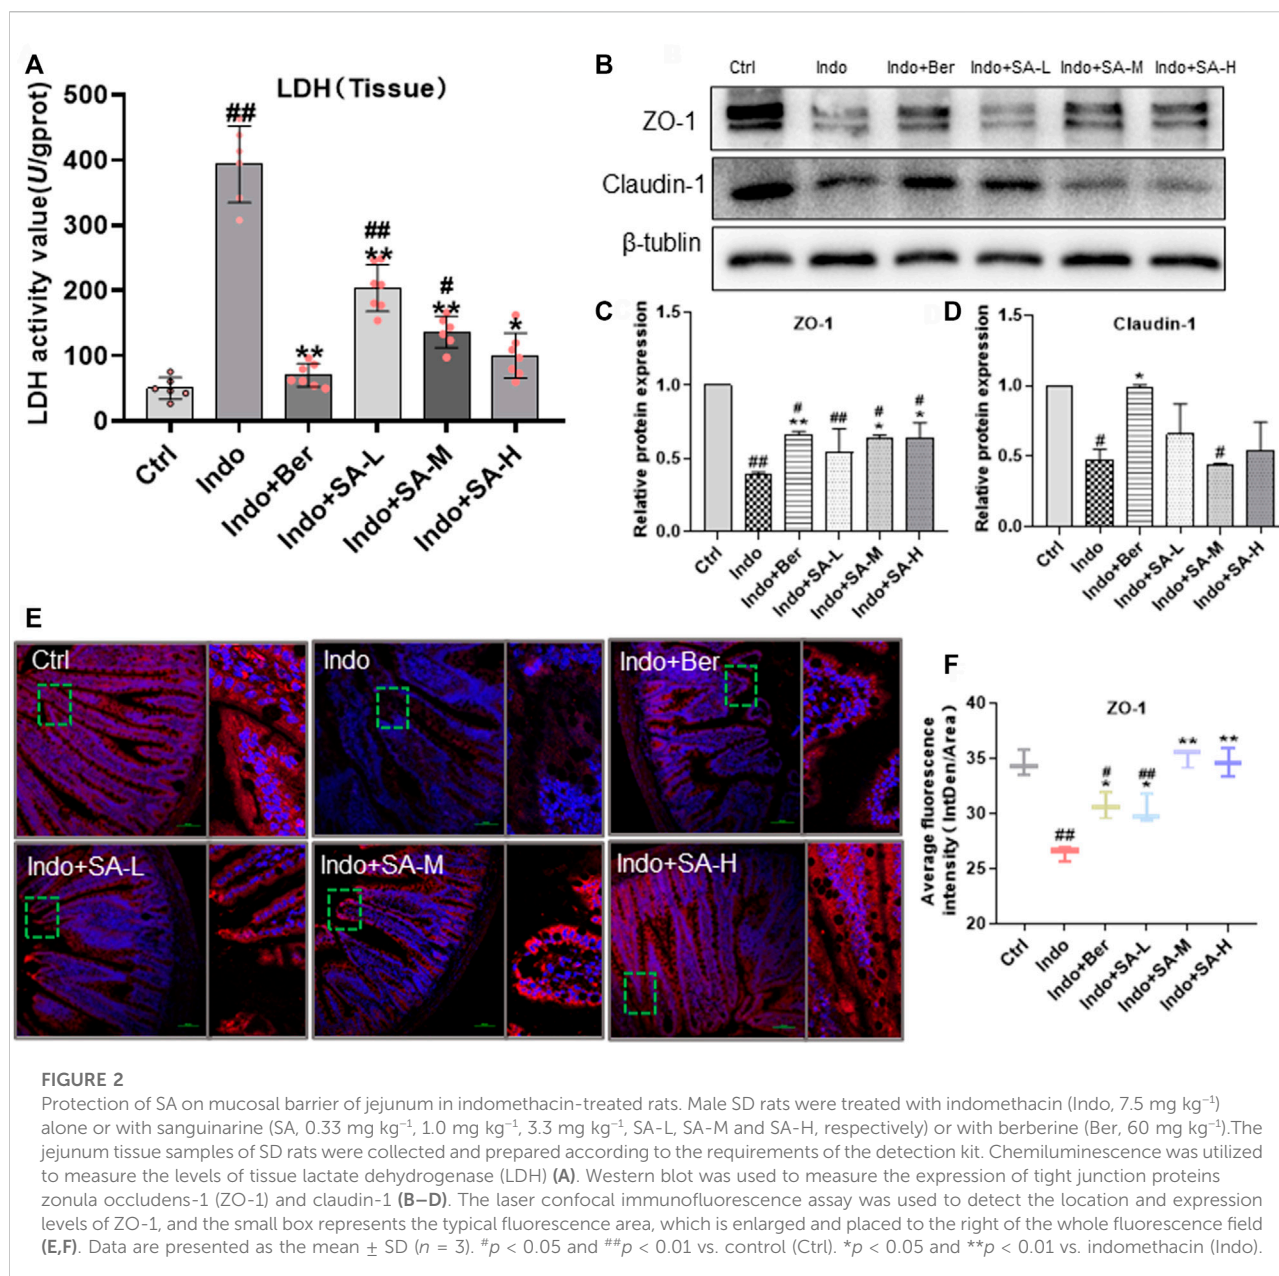 A
LDH(Tissue)
LDH activity value(U/gprot)
500
400
300
200
100
0
##
**
##
**
#
**
*
Ctrl
Indo
Indo+Ber
Indo+SA-L
Indo+SA-M
Indo+SA-H
B
Ctrl Indo Indo+Ber Indo+SA-L Indo+SA-M Indo+SA-H
ZO-1
Claudin-1
β-tublin
C
ZO-1
Relative protein expression
1.5
1.0
0.5
0.0
##
#
**
##
#
*
#
*
Ctrl
Indo
Indo+Ber
Indo+SA-L
Indo+SA-M
Indo+SA-H
D
Claudin-1
Relative protein expression
1.5
1.0
0.5
0.0
#
*
#
Ctrl
Indo
Indo+Ber
Indo+SA-L
Indo+SA-M
Indo+SA-H
E
Ctrl
Indo
Indo+Ber
Indo+SA-L
Indo+SA-M
Indo+SA-H
F
ZO-1
Average fluorescence
intensity(IntDen/Area)
40
35
30
25
20
##
#
*
##
*
**
**
Ctrl
Indo
Indo+Ber
Indo+SA-L
Indo+SA-M
Indo+SA-H
FIGURE 2
Protection of SA on mucosal barrier of jejunum in indomethacin-treated rats. Male SD rats were treated with indomethacin (Indo, 7.5 mg kg⁻¹)
alone or with sanguinarine (SA, 0.33 mg kg⁻¹, 1.0 mg kg⁻¹, 3.3 mg kg⁻¹, SA-L, SA-M and SA-H, respectively) or with berberine (Ber, 60 mg kg⁻¹).The
jejunum tissue samples of SD rats were collected and prepared according to the requirements of the detection kit. Chemiluminescence was utilized
to measure the levels of tissue lactate dehydrogenase (LDH) (A). Western blot was used to measure the expression of tight junction proteins
zonula occludens-1 (ZO-1) and claudin-1 (B–D). The laser confocal immunofluorescence assay was used to detect the location and expression
levels of ZO-1, and the small box represents the typical fluorescence area, which is enlarged and placed to the right of the whole fluorescence field
(E,F). Data are presented as the mean ± SD (n = 3). #p < 0.05 and ##p < 0.01 vs. control (Ctrl). *p < 0.05 and **p < 0.01 vs. indomethacin (Indo).